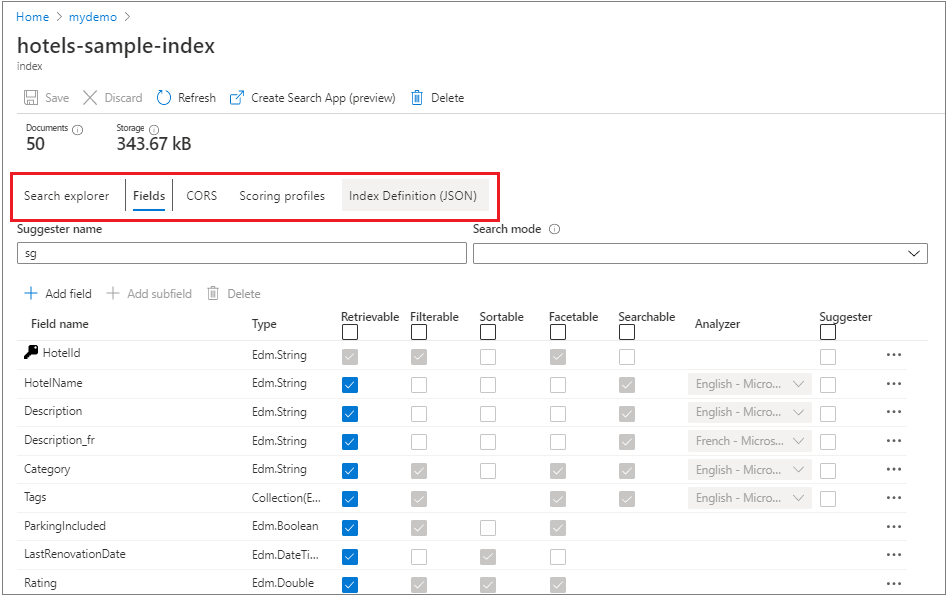 Home > mydemo >
hotels-sample-index
index
Save Discard Refresh Create Search App (preview) Delete
Documents Storage
50 343.67 kB
Search explorer Fields CORS Scoring profiles Index Definition (JSON)
Suggester name Search mode
sg
Add field Add subfield Delete
Field name Type Retrievable Filterable Sortable Facetable Searchable Analyzer Suggester
HotelId Edm.String
HotelName Edm.String English - Micro...
Description Edm.String English - Micro...
Description_fr Edm.String French - Micros...
Category Edm.String English - Micro...
Tags Collection(E... English - Micro...
ParkingIncluded Edm.Boolean
LastRenovationDate Edm.DateTi...
Rating Edm.Double